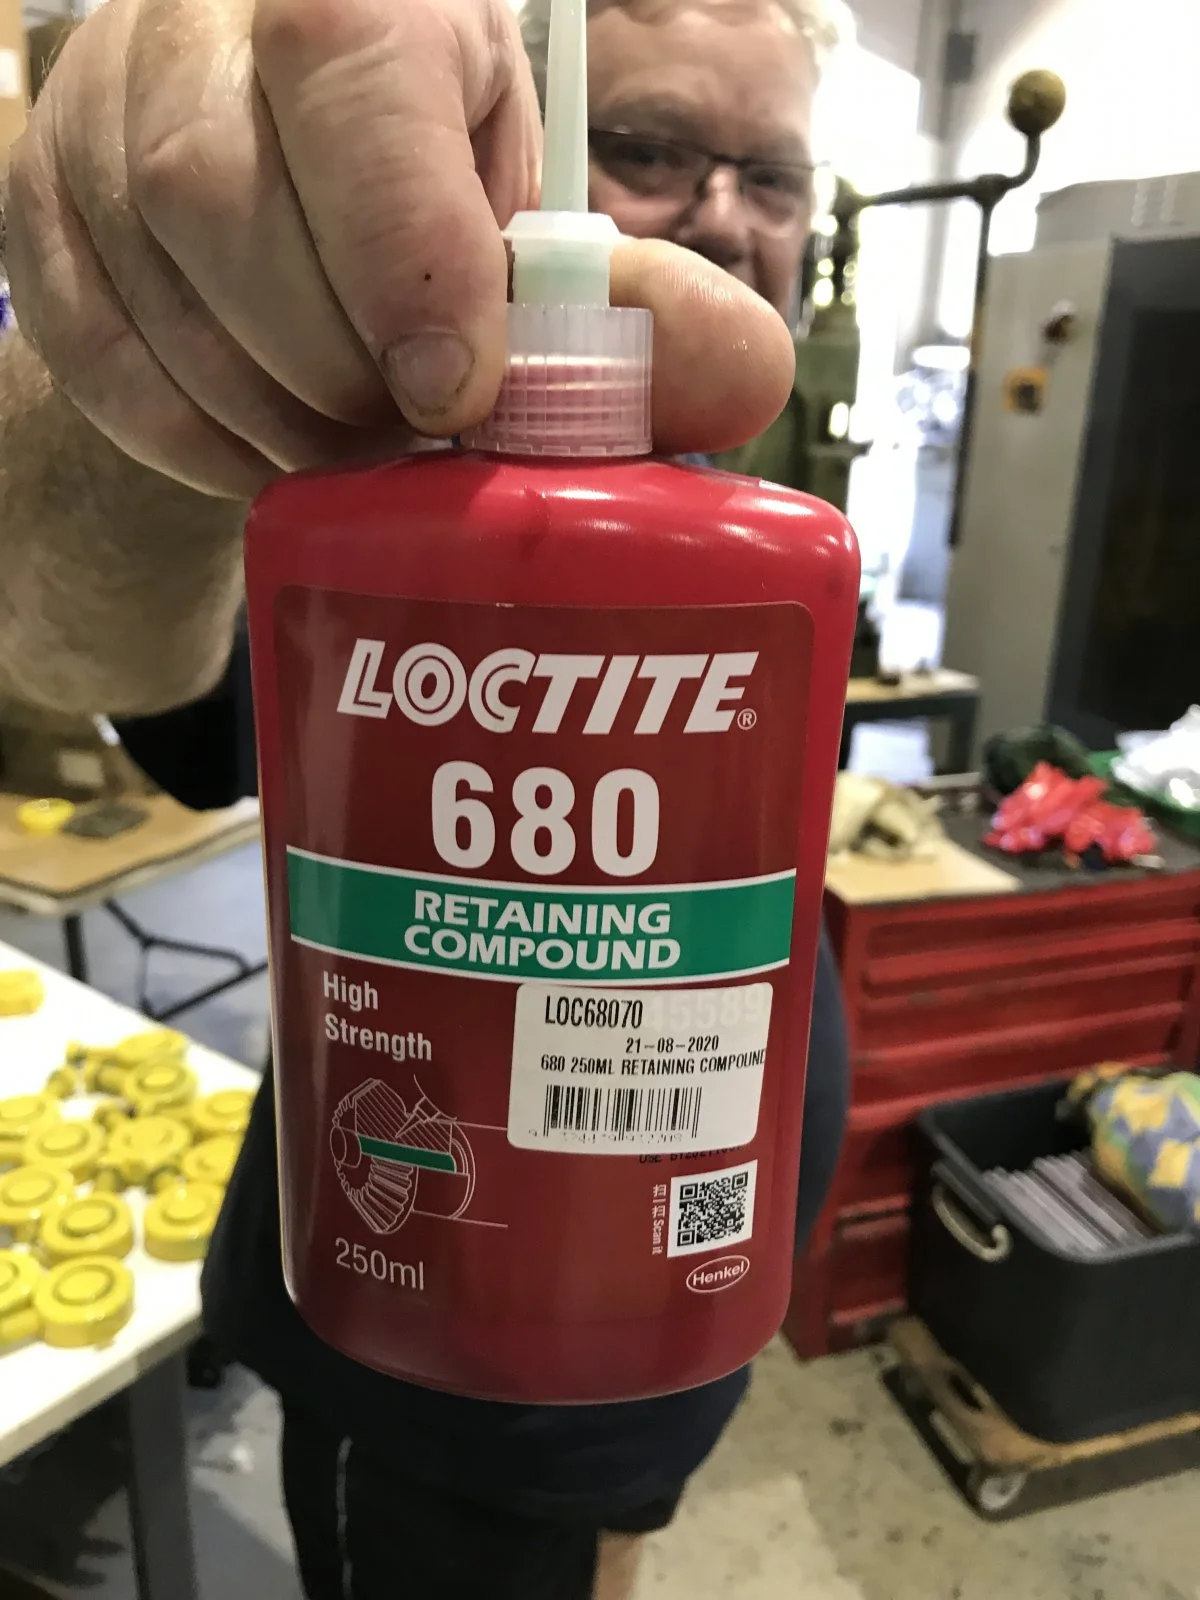 LOCTITE®
680
RETAINING
COMPOUND
High
Strength
LOC68070
45589
21-08-2020
680 250ML RETAINING COMPOUND
扫一扫 Scan it
250ml
Henkel